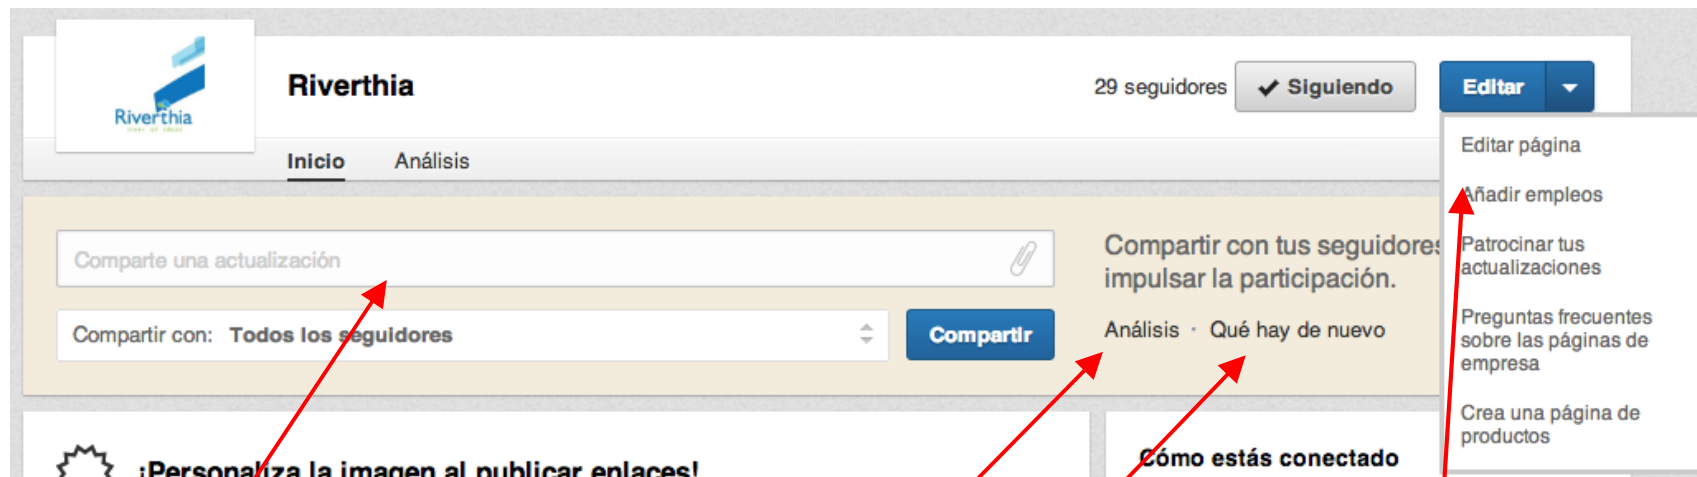 Riverthia
river of ideas
Riverthia
29 seguidores
Siguiendo
Editar
Inicio
Análisis
Editar página
Añadir empleos
Patrocinar tus
actualizaciones
Preguntas frecuentes
sobre las páginas de
empresa
Crea una página de
productos
Comparte una actualización
Compartir con: Todos los seguidores
Compartir
Compartir con tus seguidores
impulsar la participación.
Análisis · Qué hay de nuevo
¡Personaliza la imagen al publicar enlaces!
Cómo estás conectado